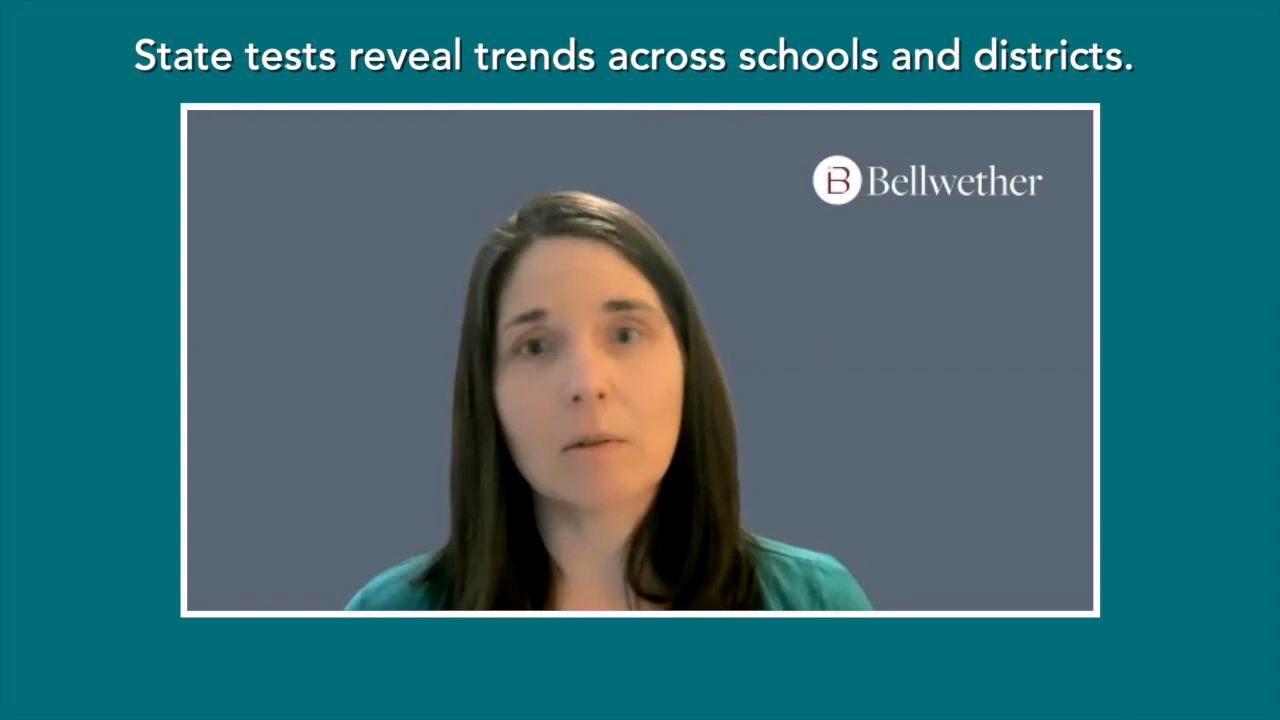 State tests reveal trends across schools and districts.
B Bellwether